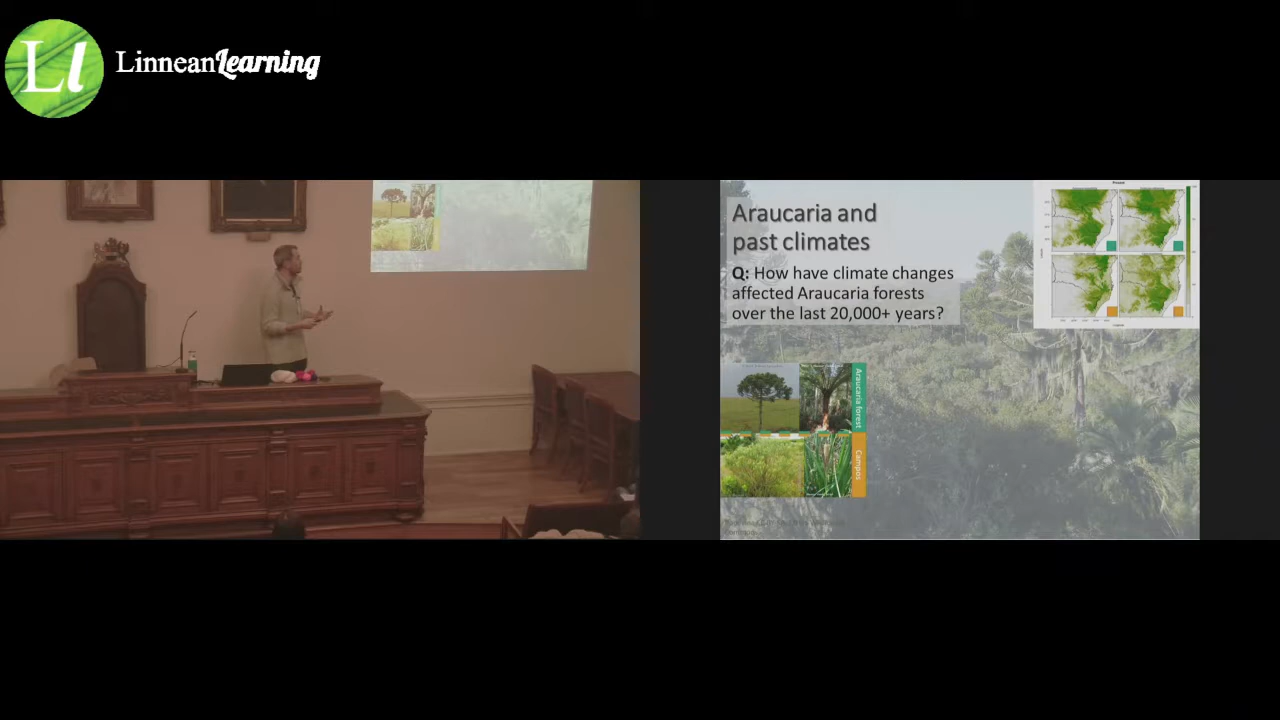 Ll LinneanLearning
Araucaria and
past climates
Q: How have climate changes
affected Araucaria forests
over the last 20,000+ years?
Present
Araucaria forest
Campos